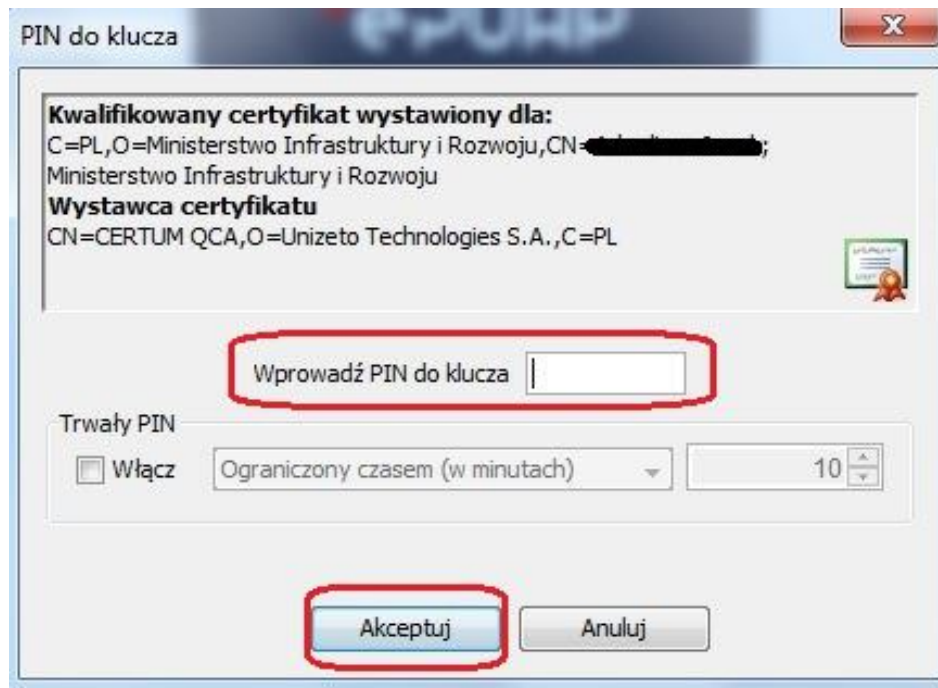 ePUAP
PIN do klucza
Kwalifikowany certyfikat wystawiony dla:
C=PL,O=Ministerstwo Infrastruktury i Rozwoju,CN=;
Ministerstwo Infrastruktury i Rozwoju
Wystawca certyfikatu
CN=CERTUM QCA,O=Unizeto Technologies S.A.,C=PL
Wprowadź PIN do klucza
Trwały PIN
Włącz Ograniczony czasem (w minutach) 10
Akceptuj Anuluj